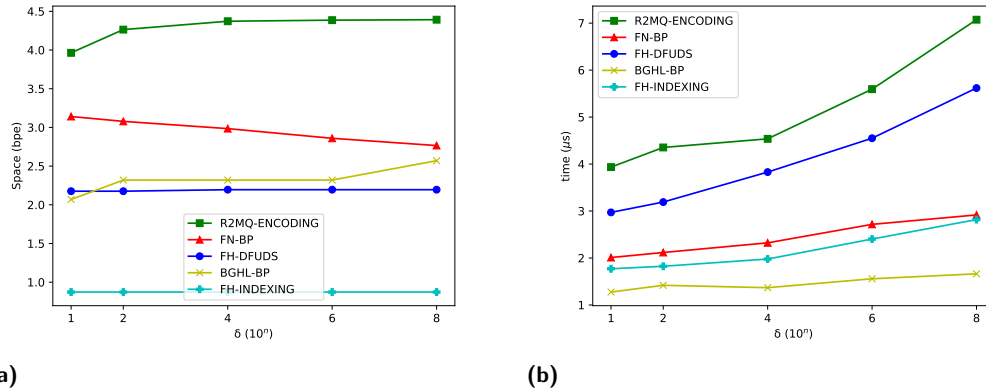 4.5
4.0
3.5
3.0
2.5
2.0
1.5
1.0
Space (bpe)
R2MQ-ENCODING
FN-BP
FH-DFUDS
BGHL-BP
FH-INDEXING
1 2 4 6 8
δ (10ⁿ)
a)
7
6
5
4
3
2
1
time (μs)
R2MQ-ENCODING
FN-BP
FH-DFUDS
BGHL-BP
FH-INDEXING
1 2 4 6 8
δ (10ⁿ)
(b)